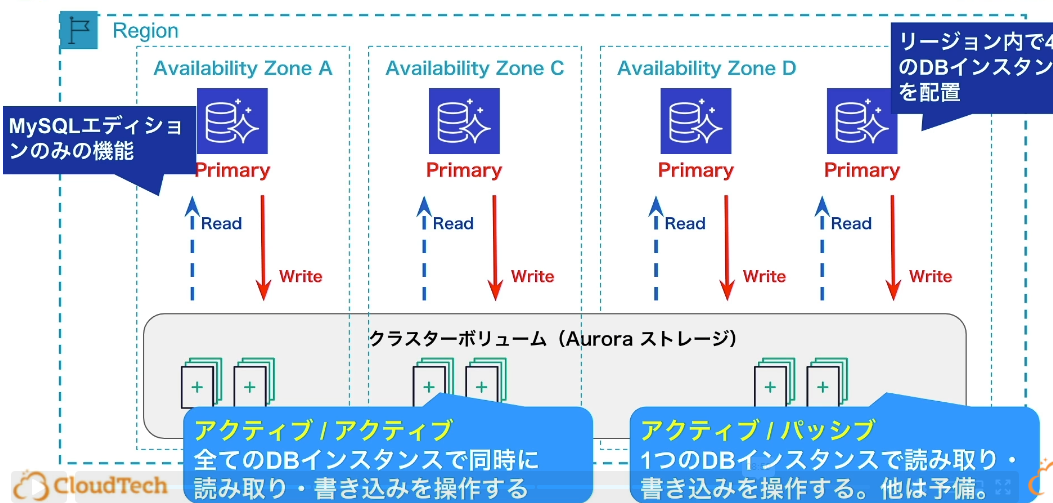 Region
Availability Zone A
Availability Zone C
Availability Zone D
リージョン内で4
のDBインスタン
を配置
MySQLエディショ
ンのみの機能
Primary
Primary
Primary
Primary
Read
Read
Read
Read
Write
Write
Write
Write
クラスターボリューム（Aurora ストレージ）
アクティブ / アクティブ
全てのDBインスタンスで同時に
読み取り・書き込みを操作する
アクティブ / パッシブ
1つのDBインスタンスで読み取り・
書き込みを操作する。他は予備。
CloudTech